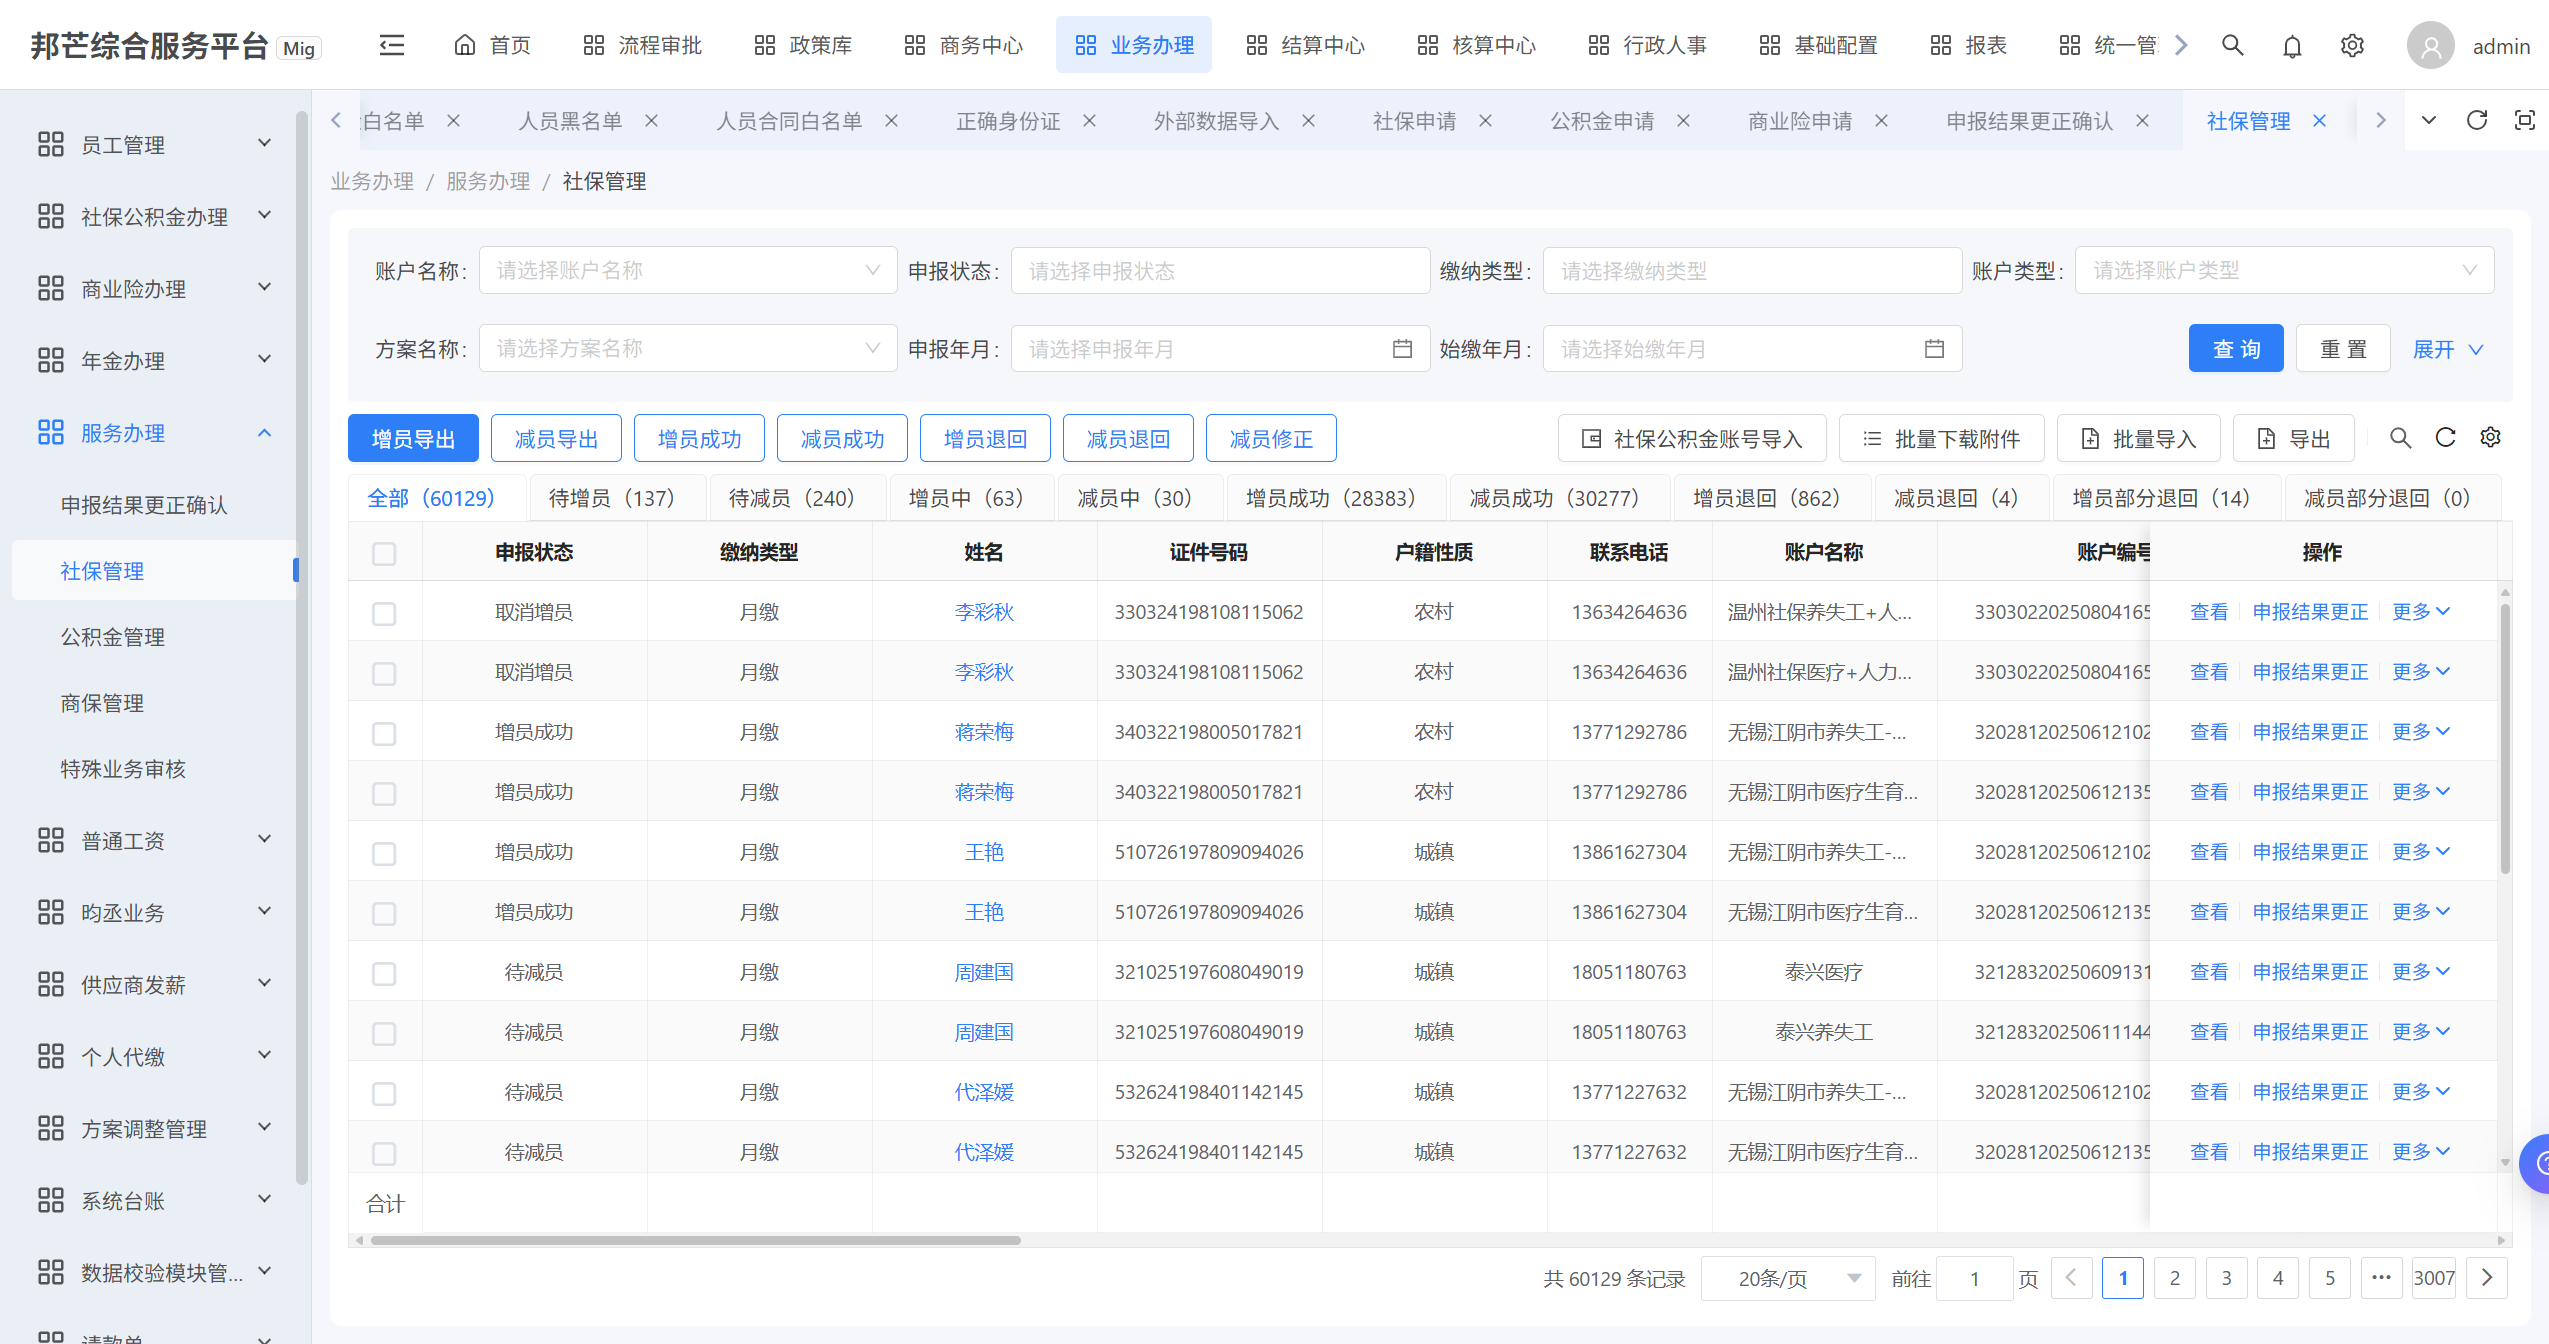 邦芒综合服务平台 Mig 首页 流程审批 政策库 商务中心 业务办理 结算中心 核算中心 行政人事 基础配置 报表 统一管 admin
白名单 人员黑名单 人员合同白名单 正确身份证 外部数据导入 社保申请 公积金申请 商业险申请 申报结果更正确认 社保管理
业务办理 / 服务办理 / 社保管理
员工管理
社保公积金办理
商业险办理
年金办理
服务办理
申报结果更正确认
社保管理
公积金管理
商保管理
特殊业务审核
普通工资
昀丞业务
供应商发薪
个人代缴
方案调整管理
系统台账
数据校验模块管...
请款单
账户名称: 请选择账户名称 申报状态: 请选择申报状态 缴纳类型: 请选择缴纳类型 账户类型: 请选择账户类型
方案名称: 请选择方案名称 申报年月: 请选择申报年月 始缴年月: 请选择始缴年月 查 询 重 置 展开
增员导出 减员导出 增员成功 减员成功 增员退回 减员退回 减员修正 社保公积金账号导入 批量下载附件 批量导入 导出
全部（60129） 待增员（137） 待减员（240） 增员中（63） 减员中（30） 增员成功（28383） 减员成功（30277） 增员退回（862） 减员退回（4） 增员部分退回（14） 减员部分退回（0）
申报状态 缴纳类型 姓名 证件号码 户籍性质 联系电话 账户名称 账户编号 操作
取消增员 月缴 李彩秋 330324198108115062 农村 13634264636 温州社保养失工+人... 33030220250804165 查看 申报结果更正 更多
取消增员 月缴 李彩秋 330324198108115062 农村 13634264636 温州社保医疗+人力... 33030220250804165 查看 申报结果更正 更多
增员成功 月缴 蒋荣梅 340322198005017821 农村 13771292786 无锡江阴市养失工-... 32028120250612102 查看 申报结果更正 更多
增员成功 月缴 蒋荣梅 340322198005017821 农村 13771292786 无锡江阴市医疗生育... 32028120250612135 查看 申报结果更正 更多
增员成功 月缴 王艳 510726197809094026 城镇 13861627304 无锡江阴市养失工-... 32028120250612102 查看 申报结果更正 更多
增员成功 月缴 王艳 510726197809094026 城镇 13861627304 无锡江阴市医疗生育... 32028120250612135 查看 申报结果更正 更多
待减员 月缴 周建国 321025197608049019 城镇 18051180763 泰兴医疗 32128320250609131 查看 申报结果更正 更多
待减员 月缴 周建国 321025197608049019 城镇 18051180763 泰兴养失工 32128320250611144 查看 申报结果更正 更多
待减员 月缴 代泽媛 532624198401142145 城镇 13771227632 无锡江阴市养失工-... 32028120250612102 查看 申报结果更正 更多
待减员 月缴 代泽媛 532624198401142145 城镇 13771227632 无锡江阴市医疗生育... 32028120250612135 查看 申报结果更正 更多
合计
共 60129 条记录 20条/页 前往 1 页 1 2 3 4 5 ••• 3007